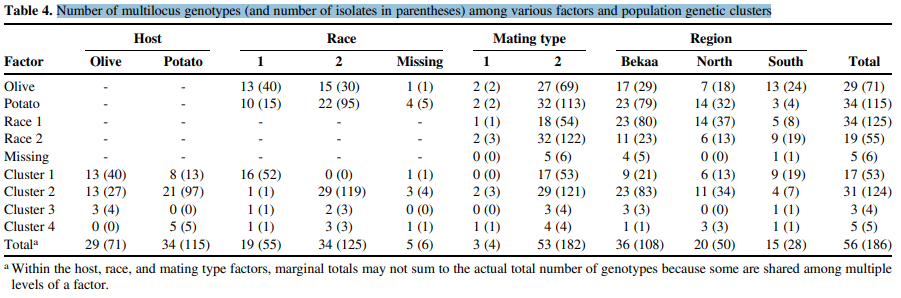 Table 4. Number of multilocus genotypes (and number of isolates in parentheses) among various factors and population genetic clusters
Host Race Mating type Region
Factor Olive Potato 1 2 Missing 1 2 Bekaa North South Total
Olive - - 13 (40) 15 (30) 1 (1) 2 (2) 27 (69) 17 (29) 7 (18) 13 (24) 29 (71)
Potato - - 10 (15) 22 (95) 4 (5) 2 (2) 32 (113) 23 (79) 14 (32) 3 (4) 34 (115)
Race 1 - - - - - 1 (1) 18 (54) 23 (80) 14 (37) 5 (8) 34 (125)
Race 2 - - - - - 2 (3) 32 (122) 11 (23) 6 (13) 9 (19) 19 (55)
Missing - - - - - 0 (0) 5 (6) 4 (5) 0 (0) 1 (1) 5 (6)
Cluster 1 13 (40) 8 (13) 16 (52) 0 (0) 1 (1) 0 (0) 17 (53) 9 (21) 6 (13) 9 (19) 17 (53)
Cluster 2 13 (27) 21 (97) 1 (1) 29 (119) 3 (4) 2 (3) 29 (121) 23 (83) 11 (34) 4 (7) 31 (124)
Cluster 3 3 (4) 0 (0) 1 (1) 2 (3) 0 (0) 0 (0) 3 (4) 3 (3) 0 (0) 1 (1) 3 (4)
Cluster 4 0 (0) 5 (5) 1 (1) 3 (3) 1 (1) 1 (1) 4 (4) 1 (1) 3 (3) 1 (1) 5 (5)
Totalᵃ 29 (71) 34 (115) 19 (55) 34 (125) 5 (6) 3 (4) 53 (182) 36 (108) 20 (50) 15 (28) 56 (186)
ᵃ Within the host, race, and mating type factors, marginal totals may not sum to the actual total number of genotypes because some are shared among multiple
levels of a factor.